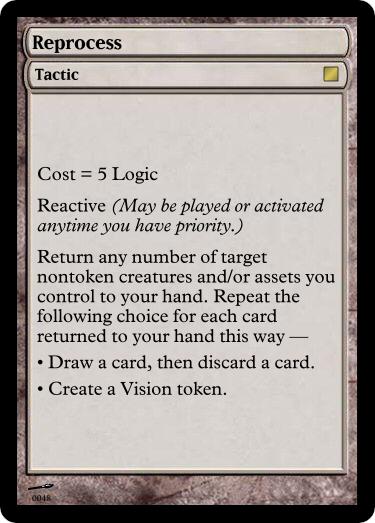 Reprocess
Tactic
Cost = 5 Logic
Reactive (May be played or activated
anytime you have priority.)
Return any number of target
nontoken creatures and/or assets you
control to your hand. Repeat the
following choice for each card
returned to your hand this way —
• Draw a card, then discard a card.
• Create a Vision token.
0048